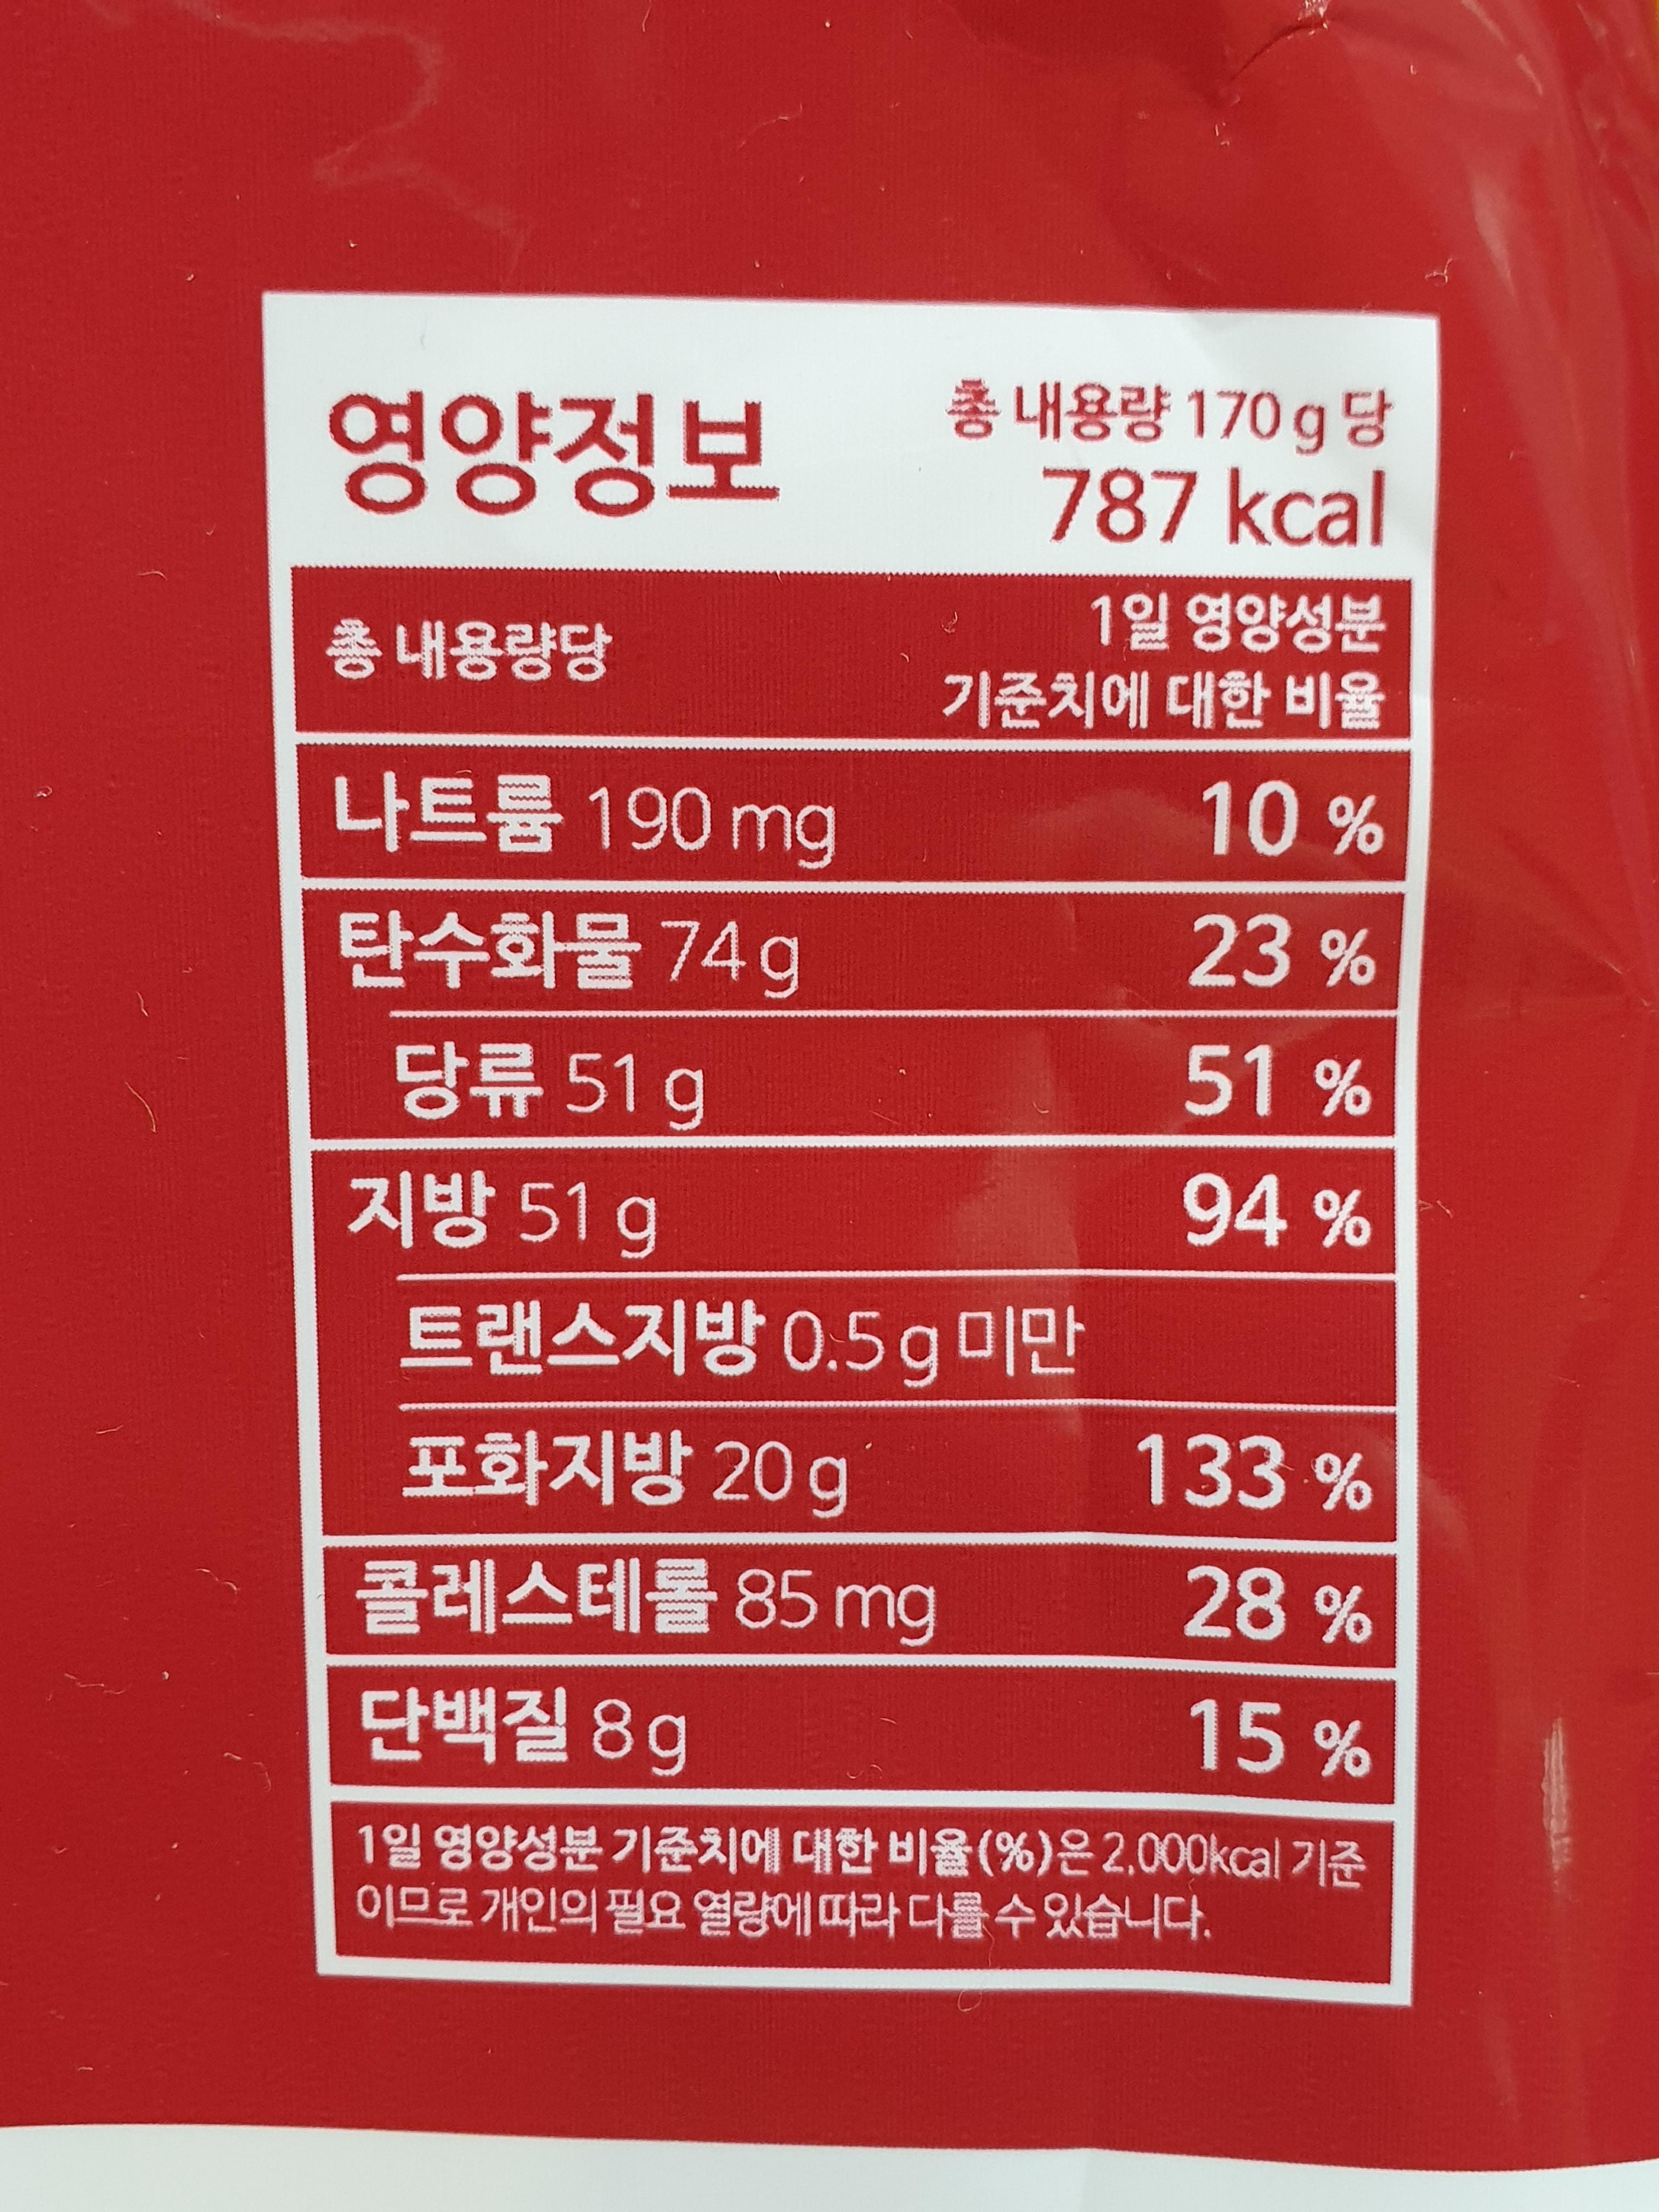 영양정보
총 내용량 170 g 당
787 kcal
총 내용량당
1일 영양성분
기준치에 대한 비율
나트륨 190 mg 10 %
탄수화물 74 g 23 %
당류 51 g 51 %
지방 51 g 94 %
트랜스지방 0.5 g 미만
포화지방 20 g 133 %
콜레스테롤 85 mg 28 %
단백질 8 g 15 %
1일 영양성분 기준치에 대한 비율(%)은 2,000kcal 기준
이므로 개인의 필요 열량에 따라 다를 수 있습니다.